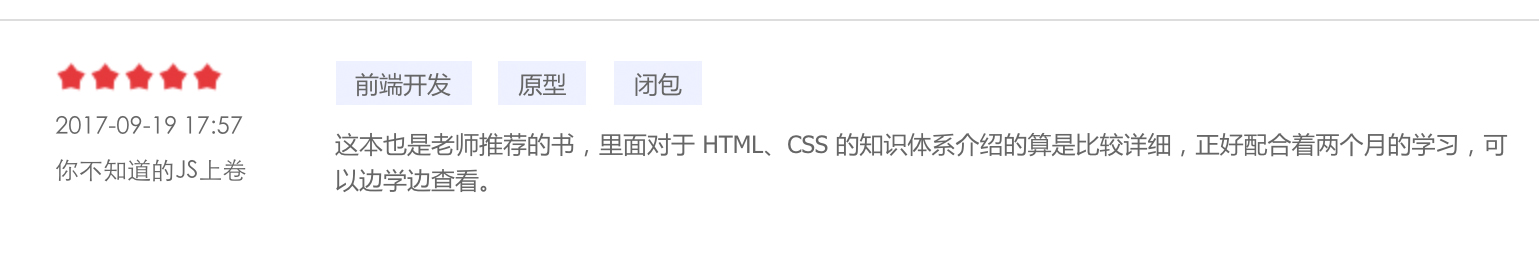 前端开发 原型 闭包
2017-09-19 17:57
你不知道的JS上卷
这本也是老师推荐的书，里面对于 HTML、CSS 的知识体系介绍的算是比较详细，正好配合着两个月的学习，可
以边学边查看。